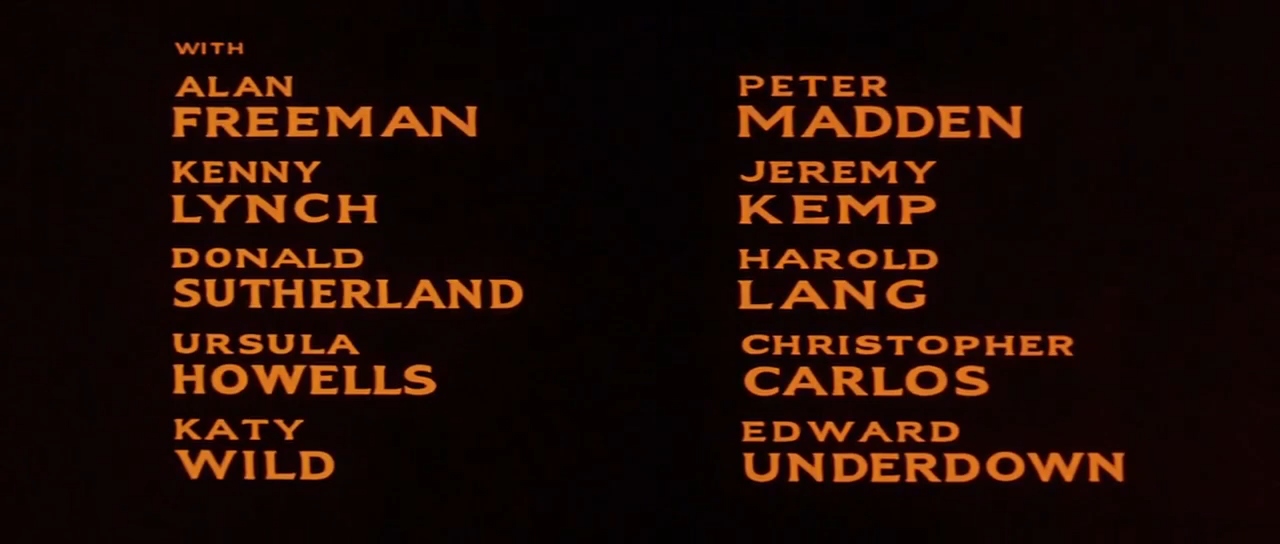 WITH
ALAN
FREEMAN
KENNY
LYNCH
DONALD
SUTHERLAND
URSULA
HOWELLS
KATY
WILD
PETER
MADDEN
JEREMY
KEMP
HAROLD
LANG
CHRISTOPHER
CARLOS
EDWARD
UNDERDOWN